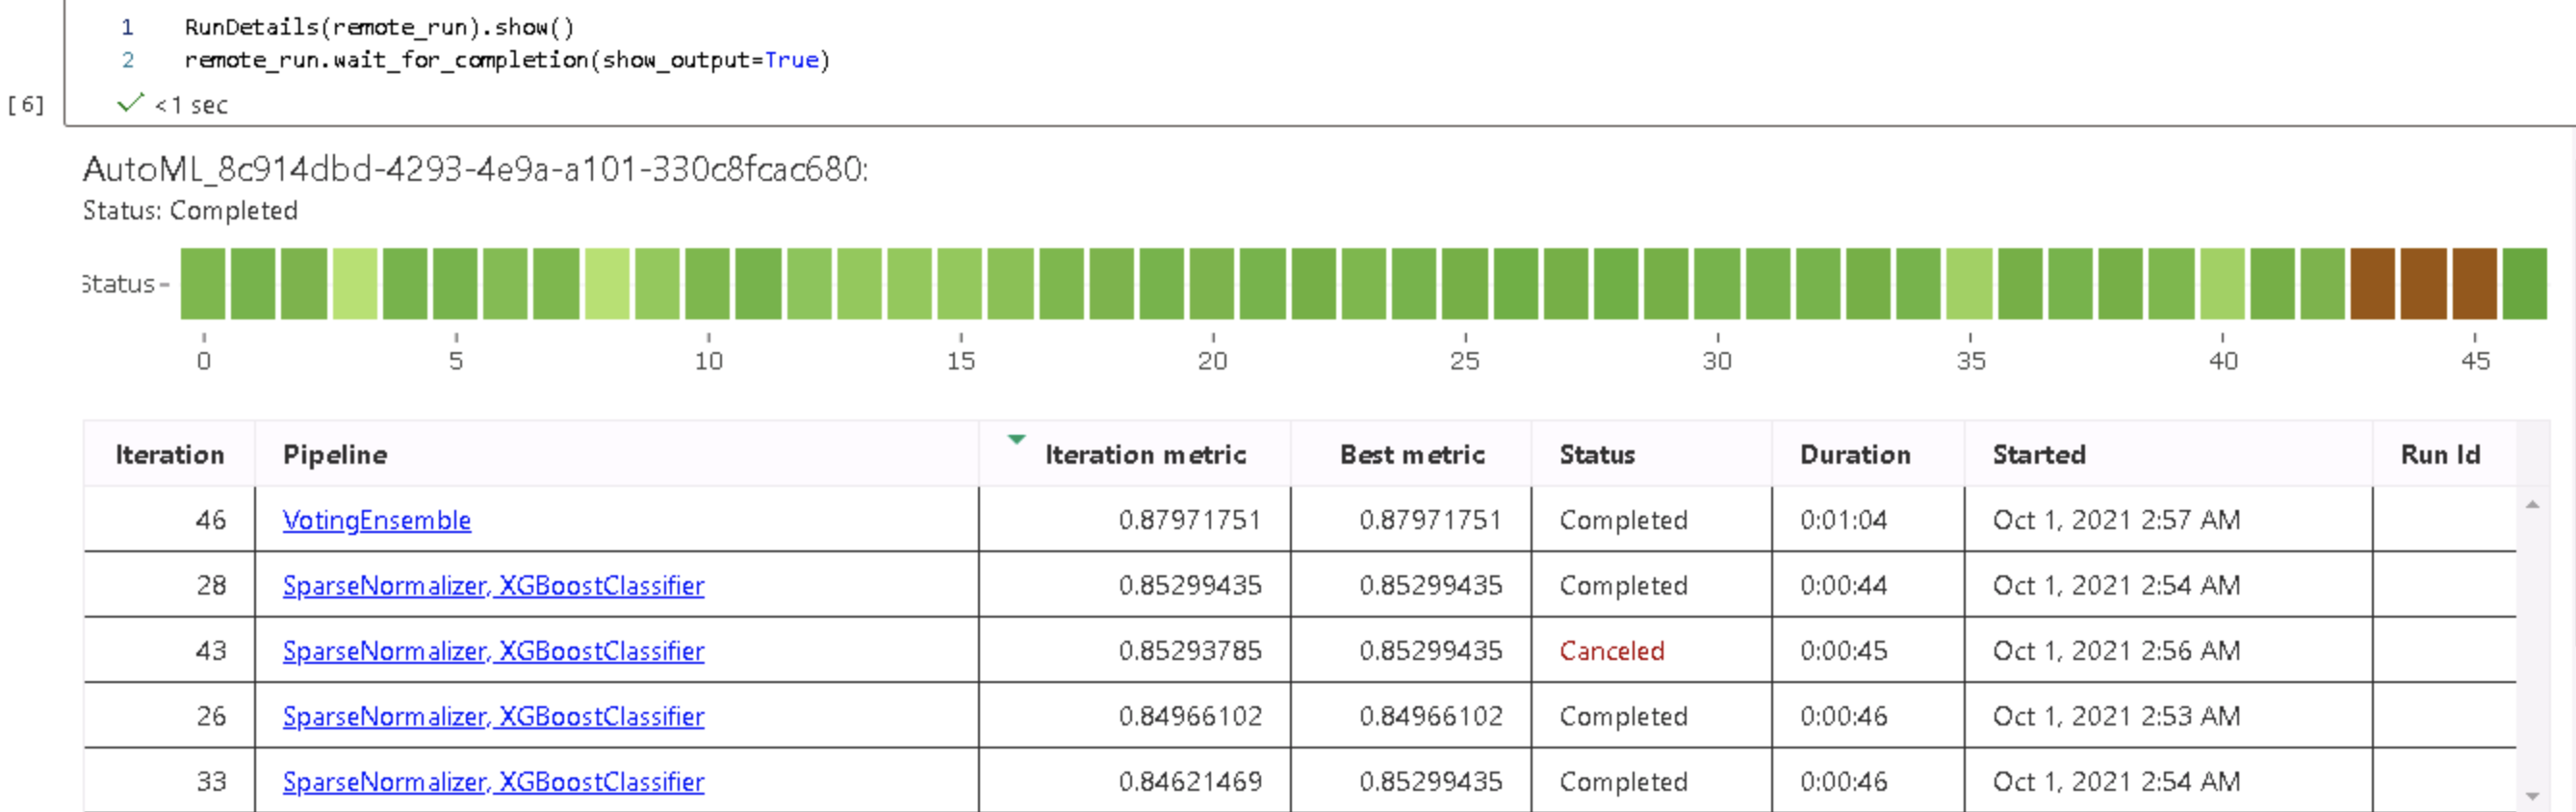 1 RunDetails(remote_run).show()
2 remote_run.wait_for_completion(show_output=True)
[6] <1 sec
AutoML_8c914dbd-4293-4e9a-a101-330c8fcac680:
Status: Completed
Status
0 5 10 15 20 25 30 35 40 45
Iteration Pipeline Iteration metric Best metric Status Duration Started Run Id
46 VotingEnsemble 0.87971751 0.87971751 Completed 0:01:04 Oct 1, 2021 2:57 AM
28 SparseNormalizer, XGBoostClassifier 0.85299435 0.85299435 Completed 0:00:44 Oct 1, 2021 2:54 AM
43 SparseNormalizer, XGBoostClassifier 0.85293785 0.85299435 Canceled 0:00:45 Oct 1, 2021 2:56 AM
26 SparseNormalizer, XGBoostClassifier 0.84966102 0.84966102 Completed 0:00:46 Oct 1, 2021 2:53 AM
33 SparseNormalizer, XGBoostClassifier 0.84621469 0.85299435 Completed 0:00:46 Oct 1, 2021 2:54 AM